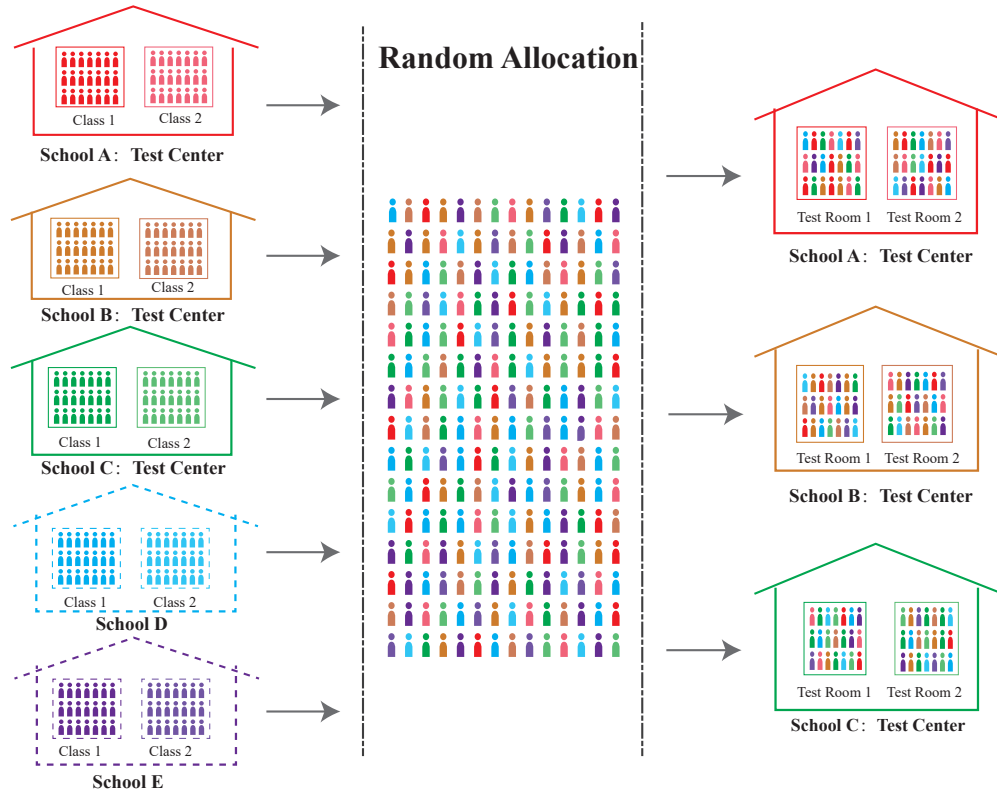 Class 1
Class 2
School A: Test Center
Class 1
Class 2
School B: Test Center
Class 1
Class 2
School C: Test Center
Class 1
Class 2
School D
Class 1
Class 2
School E
Random Allocation
Test Room 1
Test Room 2
School A: Test Center
Test Room 1
Test Room 2
School B: Test Center
Test Room 1
Test Room 2
School C: Test Center